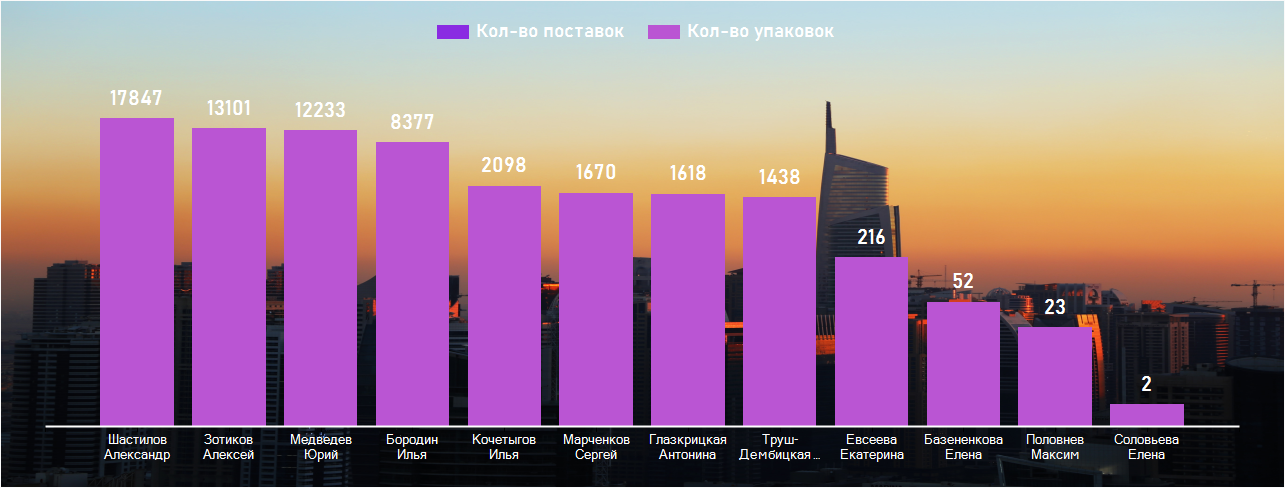 Кол-во поставок Кол-во упаковок
17847 13101 12233 8377 2098 1670 1618 1438 216 52 23 2
Шастилов Зотиков Медведев Бородин Кочетыгов Марченков Глазкрицкая Труш- Евсеева Базененкова Половнев Соловьева
Александр Алексей Юрий Илья Илья Сергей Антонина Дембицкая... Екатерина Елена Максим Елена